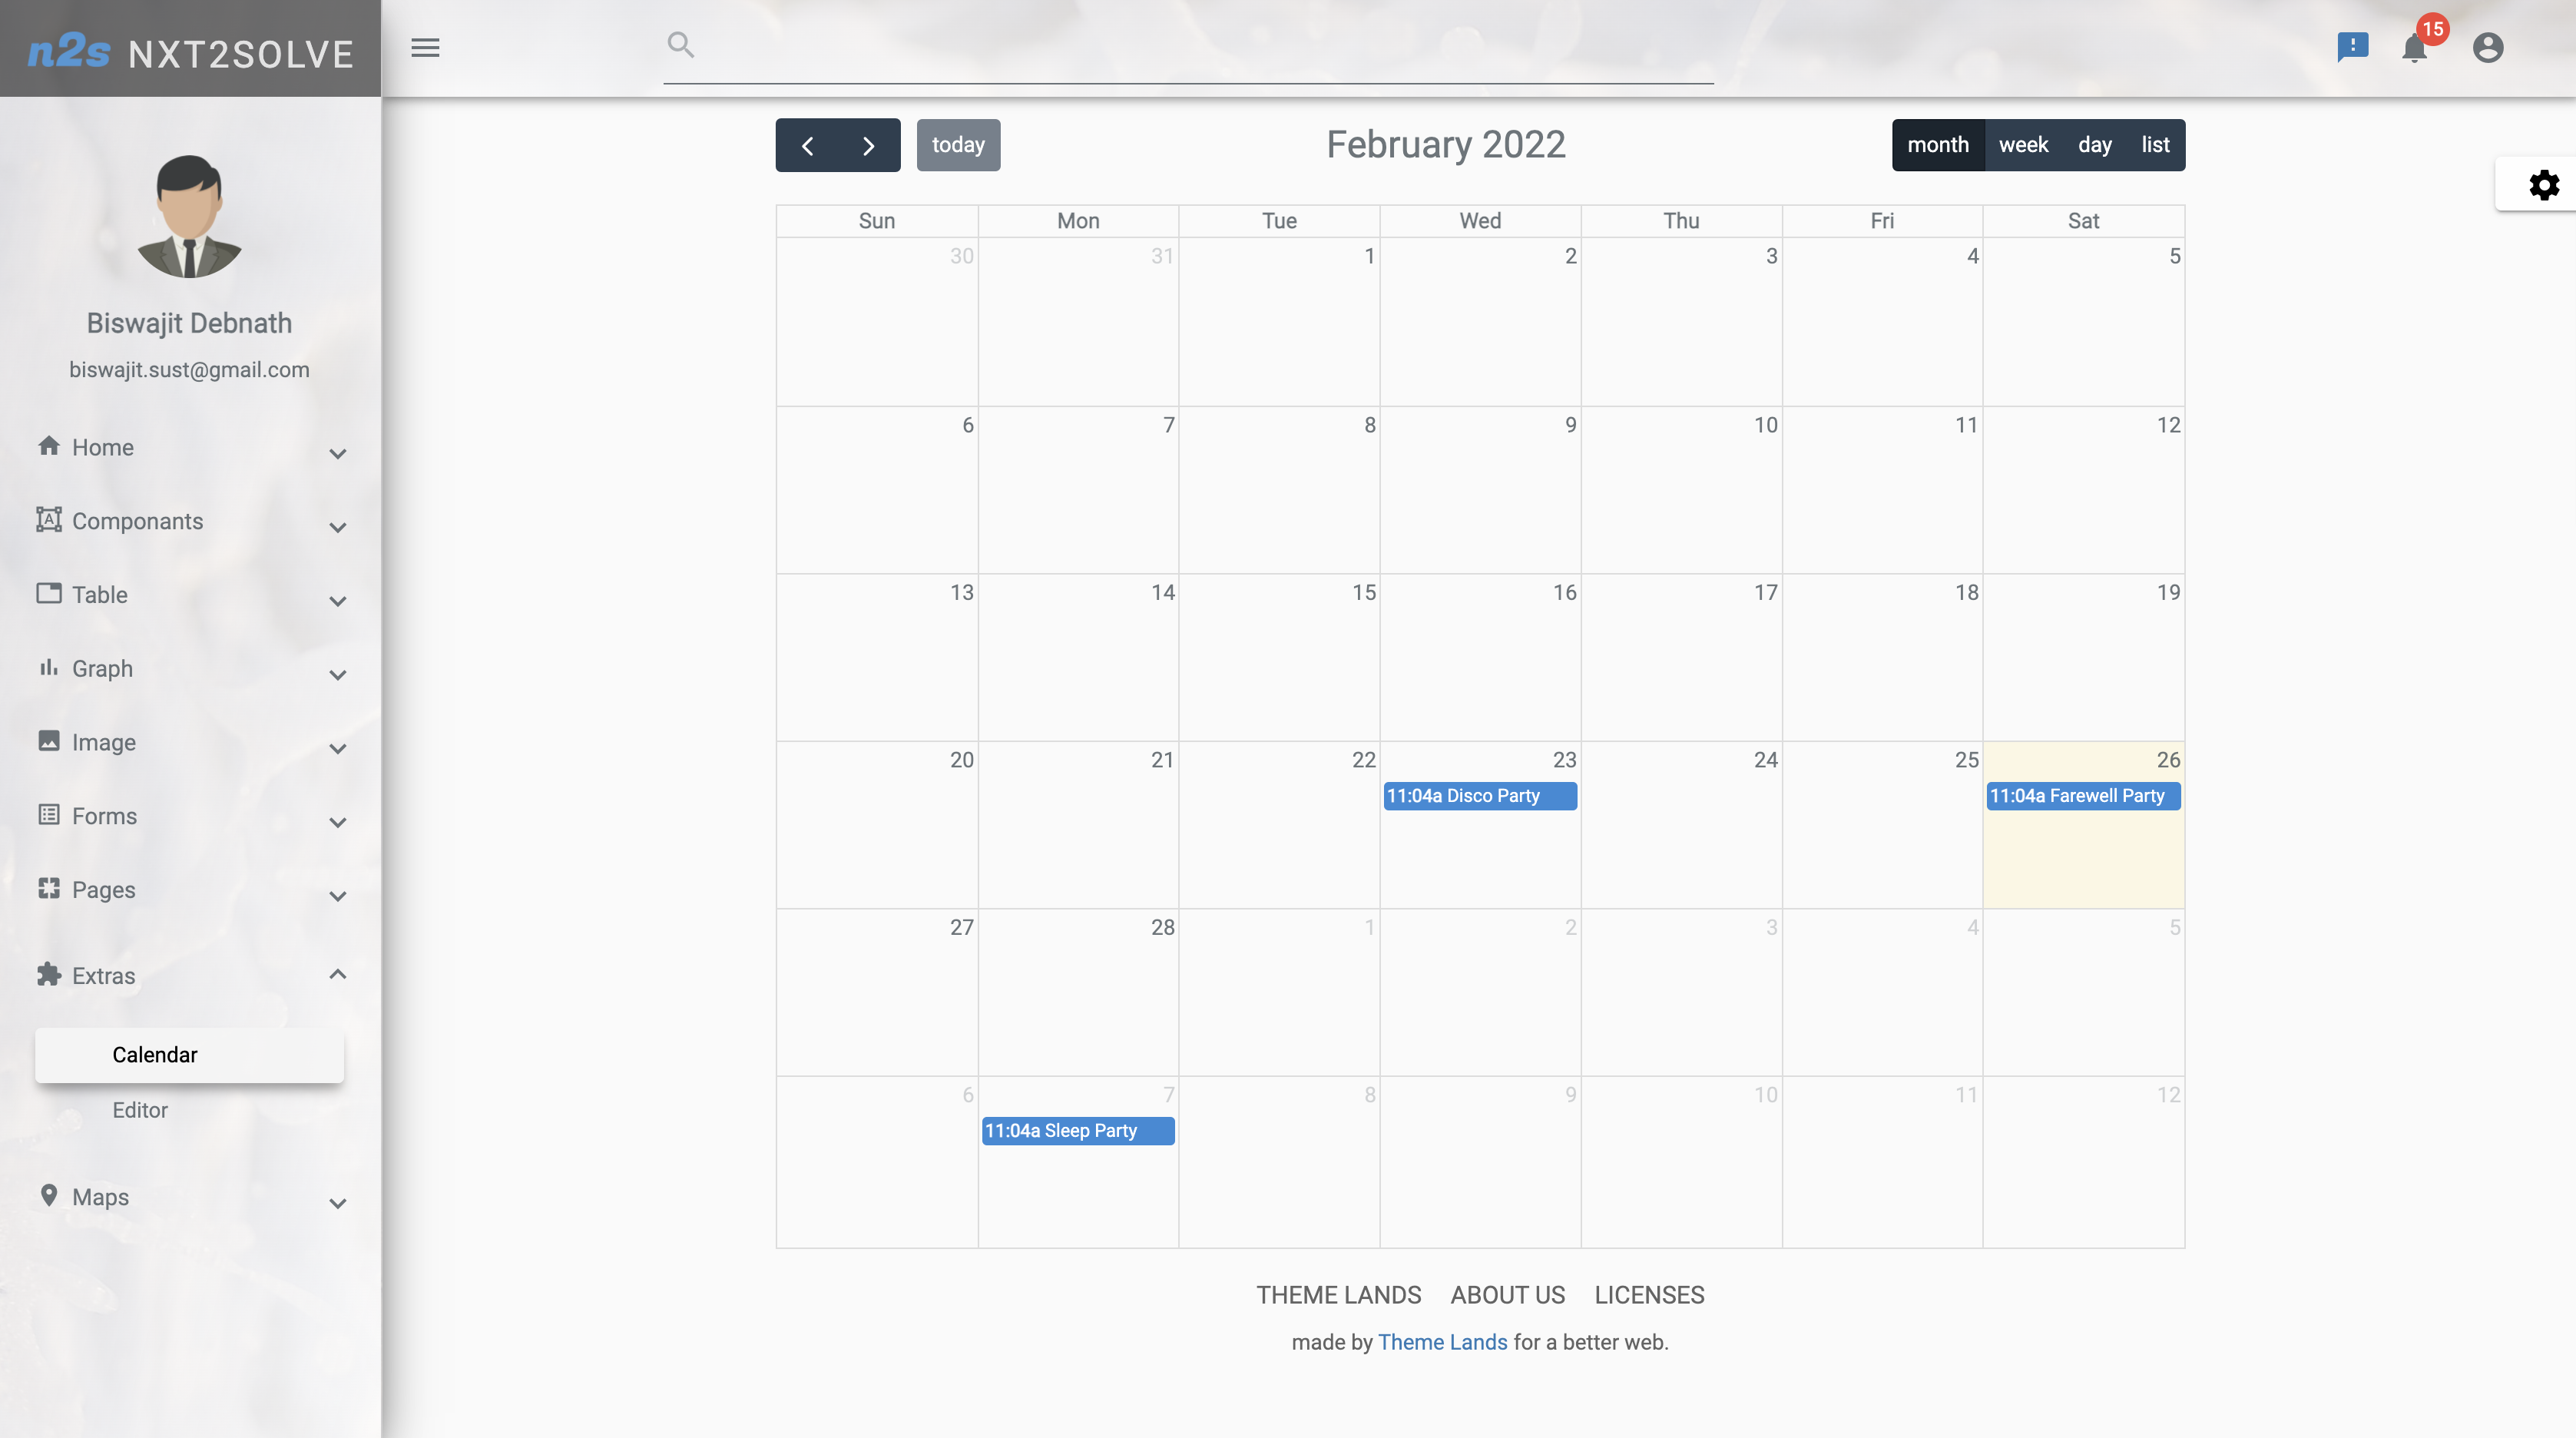 n2s NXT2SOLVE
15
Biswajit Debnath
biswajit.sust@gmail.com
Home
Componants
Table
Graph
Image
Forms
Pages
Extras
Calendar
Editor
Maps
today
February 2022
month week day list
Sun Mon Tue Wed Thu Fri Sat
30 31 1 2 3 4 5
6 7 8 9 10 11 12
13 14 15 16 17 18 19
20 21 22 23 24 25 26
11:04a Disco Party 11:04a Farewell Party
27 28 1 2 3 4 5
6 7 8 9 10 11 12
11:04a Sleep Party
THEME LANDS ABOUT US LICENSES
made by Theme Lands for a better web.